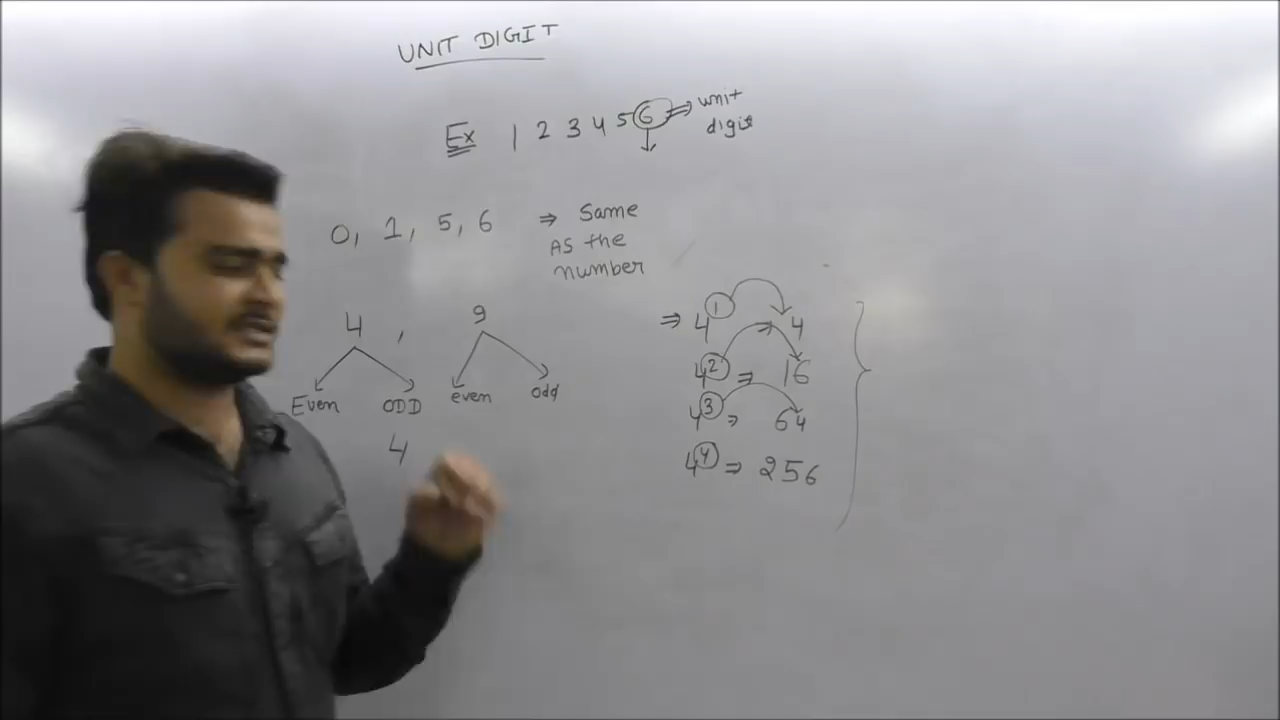 UNIT DIGIT
Ex 1 2 3 4 5 6 ⇒ unit
digit
0, 1, 5, 6 ⇒ Same
As the
number
4 , 9
Even ODD even odd
4
⇒ 4^1 4
4^2 ⇒ 16
4^3 ⇒ 64
4^4 ⇒ 256